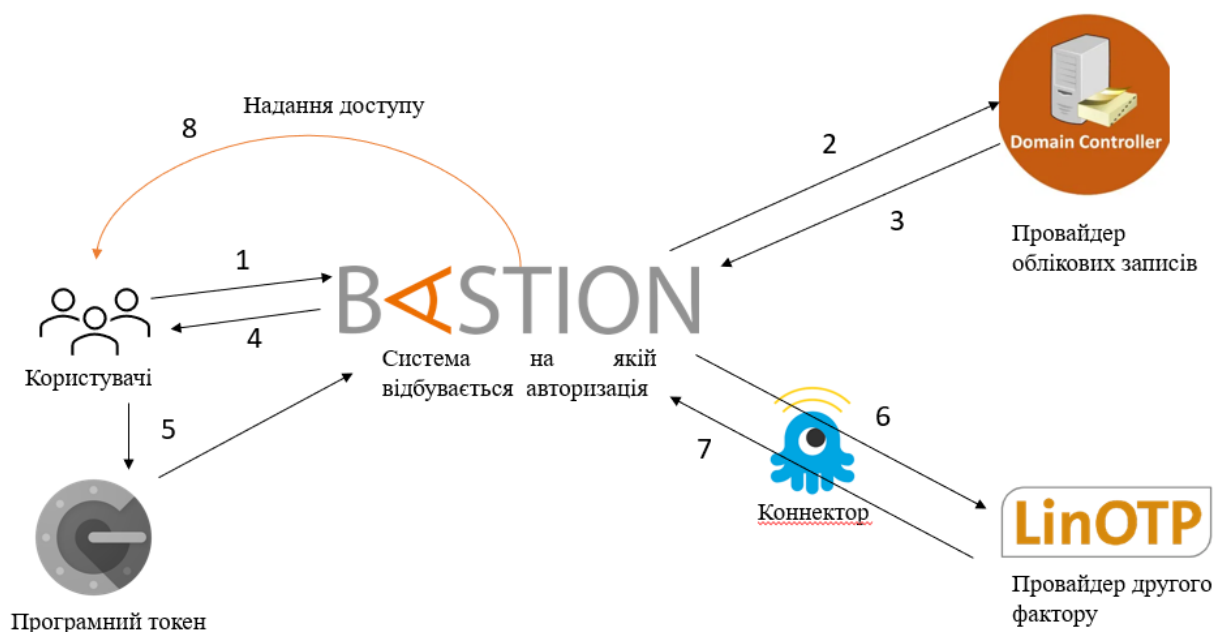 Надання доступу
8
2
Domain Controller
3
Провайдер
облікових записів
1
BASTION
4
Система на якій
відбувається авторизація
Користувачі
5
6
7
Коннектор
LinOTP
Провайдер другого
фактору
Програмний токен